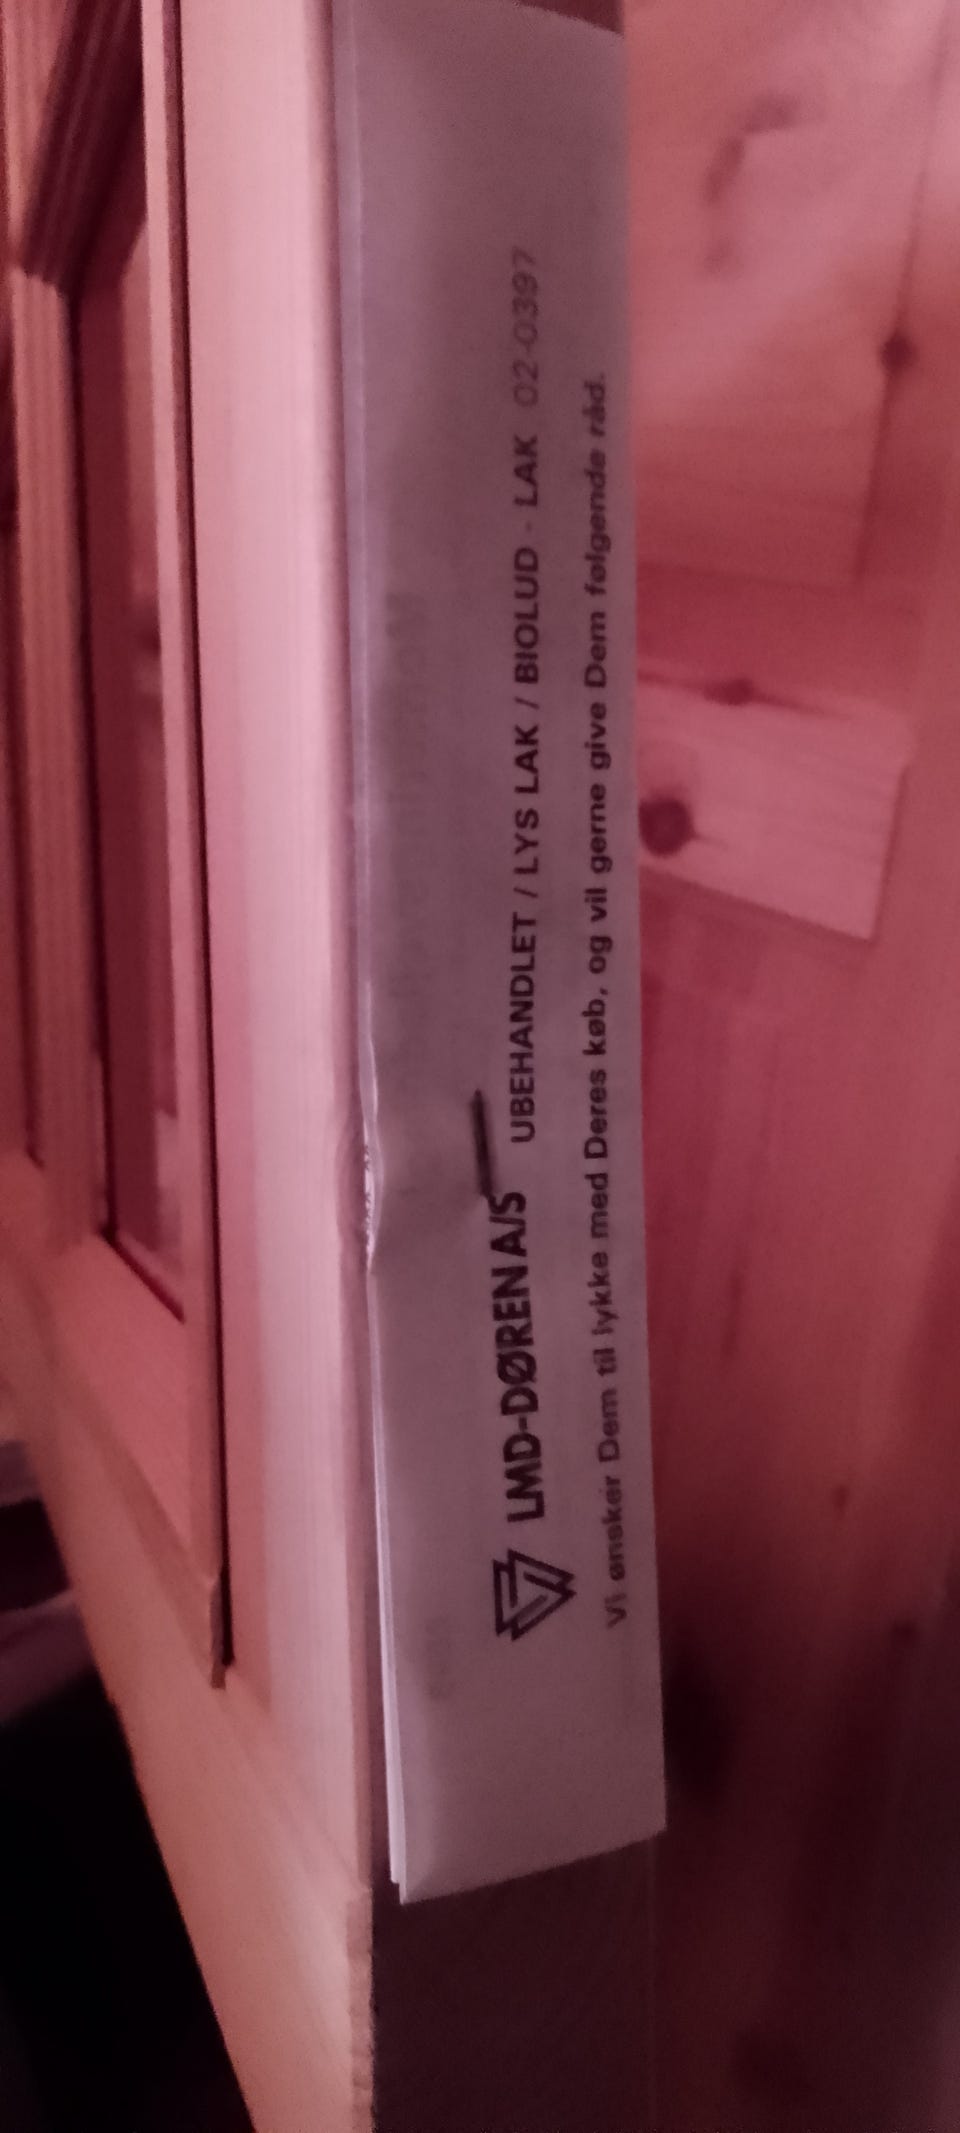 LMD-DØREN A/S UBEHANDLET / LYS LAK / BIOLUD - LAK 02-0397
Vi ønsker Dem til lykke med Deres køb, og vil gerne give Dem følgende råd.